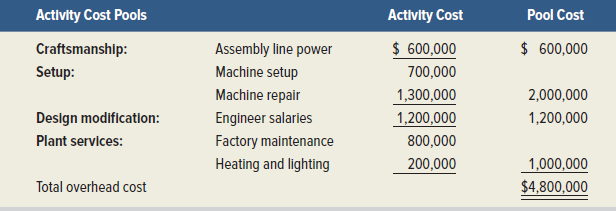 Activity Cost Pools Activity Cost Pool Cost
Craftsmanship: Assembly line power $ 600,000 $ 600,000
Setup: Machine setup 700,000
Machine repair 1,300,000 2,000,000
Design modification: Engineer salaries 1,200,000 1,200,000
Plant services: Factory maintenance 800,000
Heating and lighting 200,000 1,000,000
Total overhead cost $4,800,000